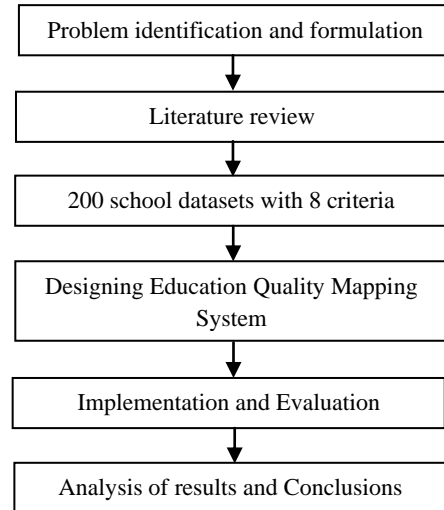 Problem identification and formulation
Literature review
200 school datasets with 8 criteria
Designing Education Quality Mapping
System
Implementation and Evaluation
Analysis of results and Conclusions